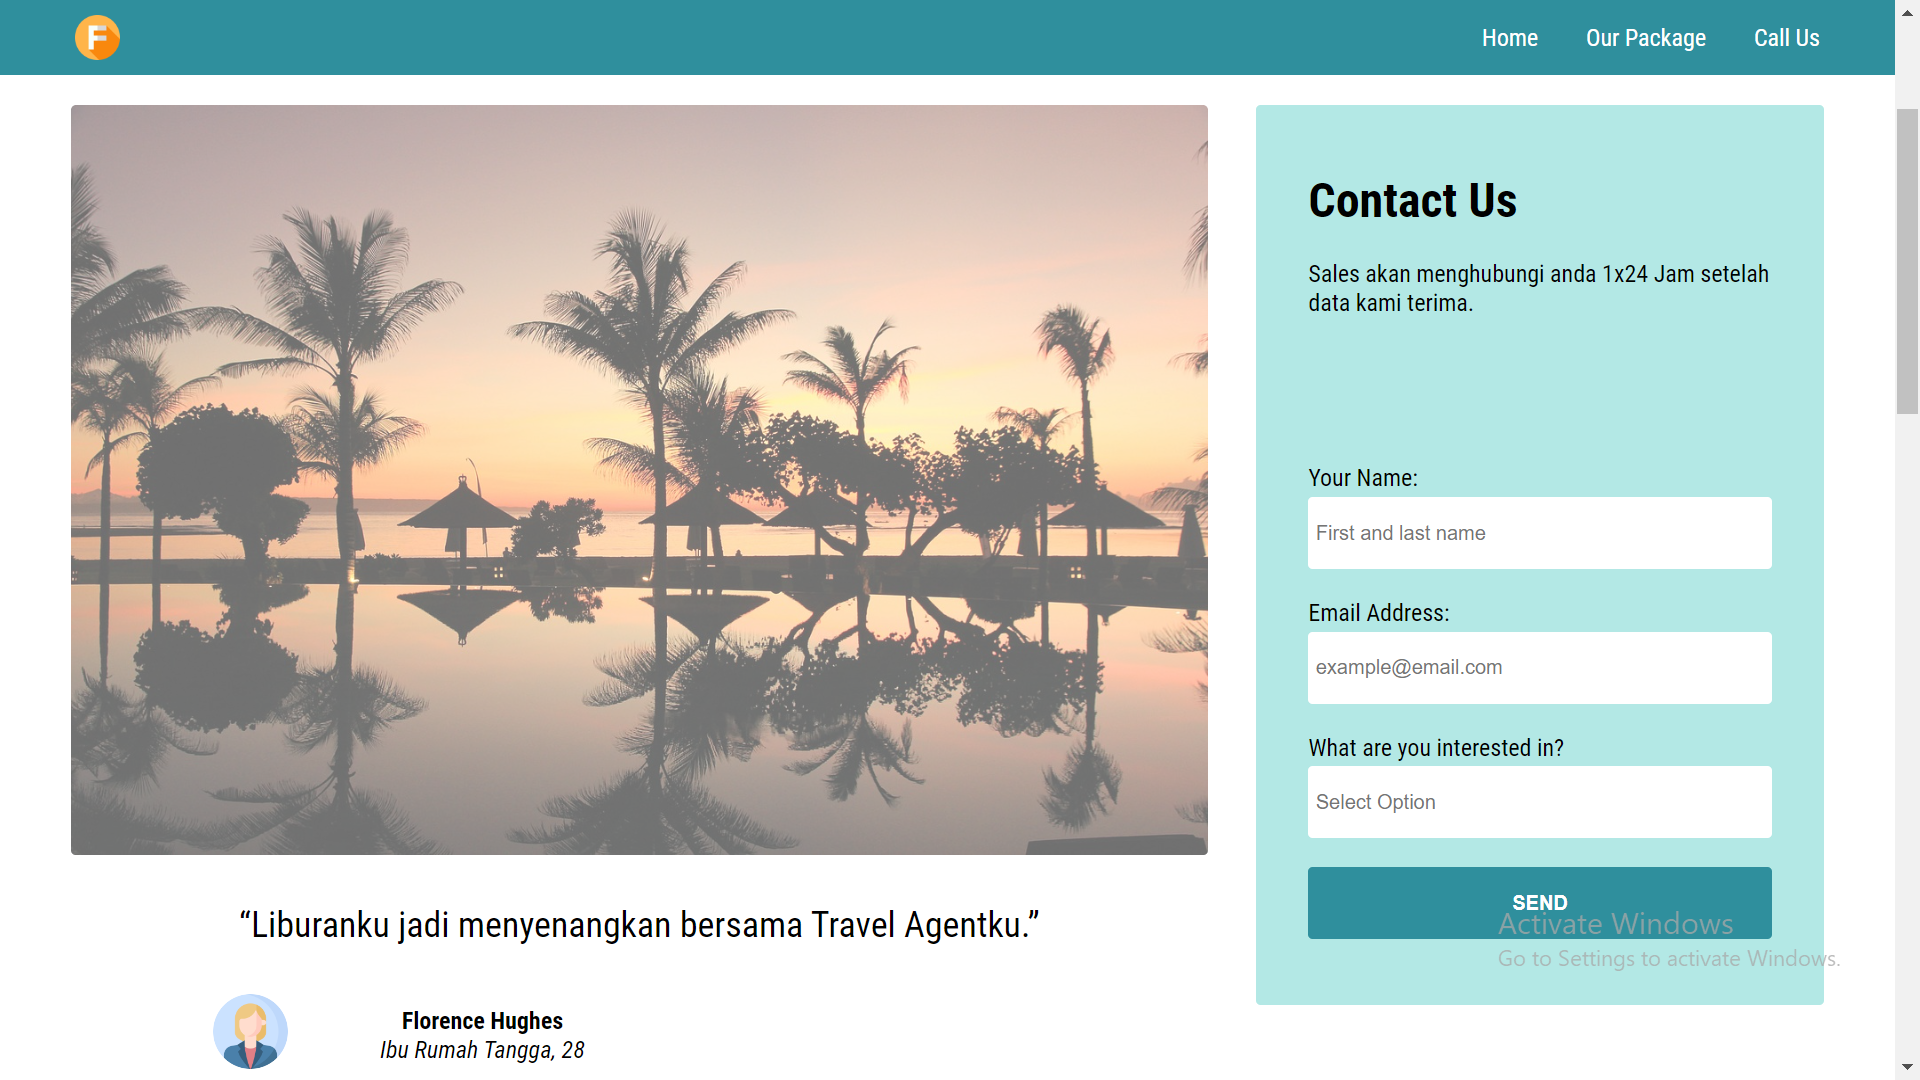 F
Home
Our Package
Call Us
Contact Us
Sales akan menghubungi anda 1x24 Jam setelah
data kami terima.
Your Name:
First and last name
Email Address:
example@email.com
What are you interested in?
Select Option
SEND
Activate Windows
Go to Settings to activate Windows.
“Liburanku jadi menyenangkan bersama Travel Agentku.”
Florence Hughes
Ibu Rumah Tangga, 28